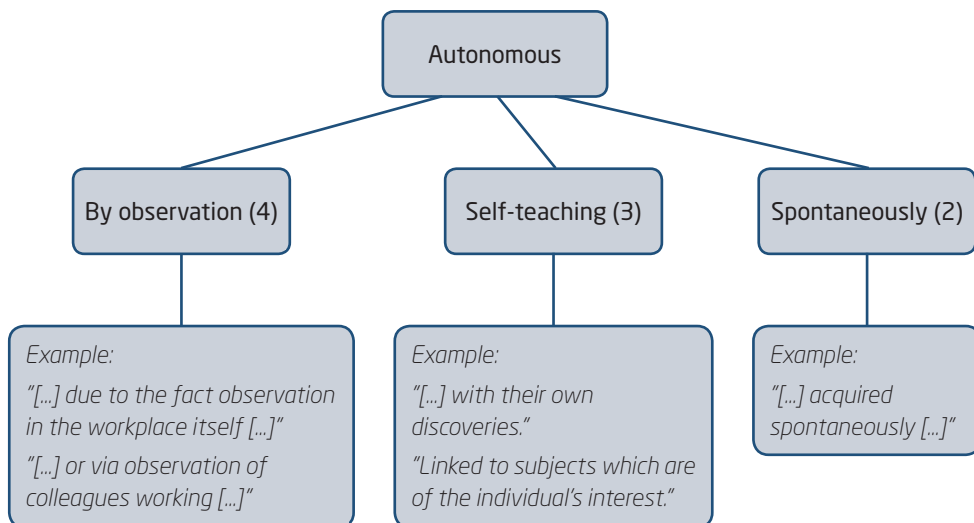 Autonomous
By observation (4)
Self-teaching (3)
Spontaneously (2)
Example:
"[...] due to the fact observation
in the workplace itself [...]"
"[...] or via observation of
colleagues working [...]"
Example:
"[...] with their own
discoveries."
"Linked to subjects which are
of the individual's interest."
Example:
"[...] acquired
spontaneously [...]"